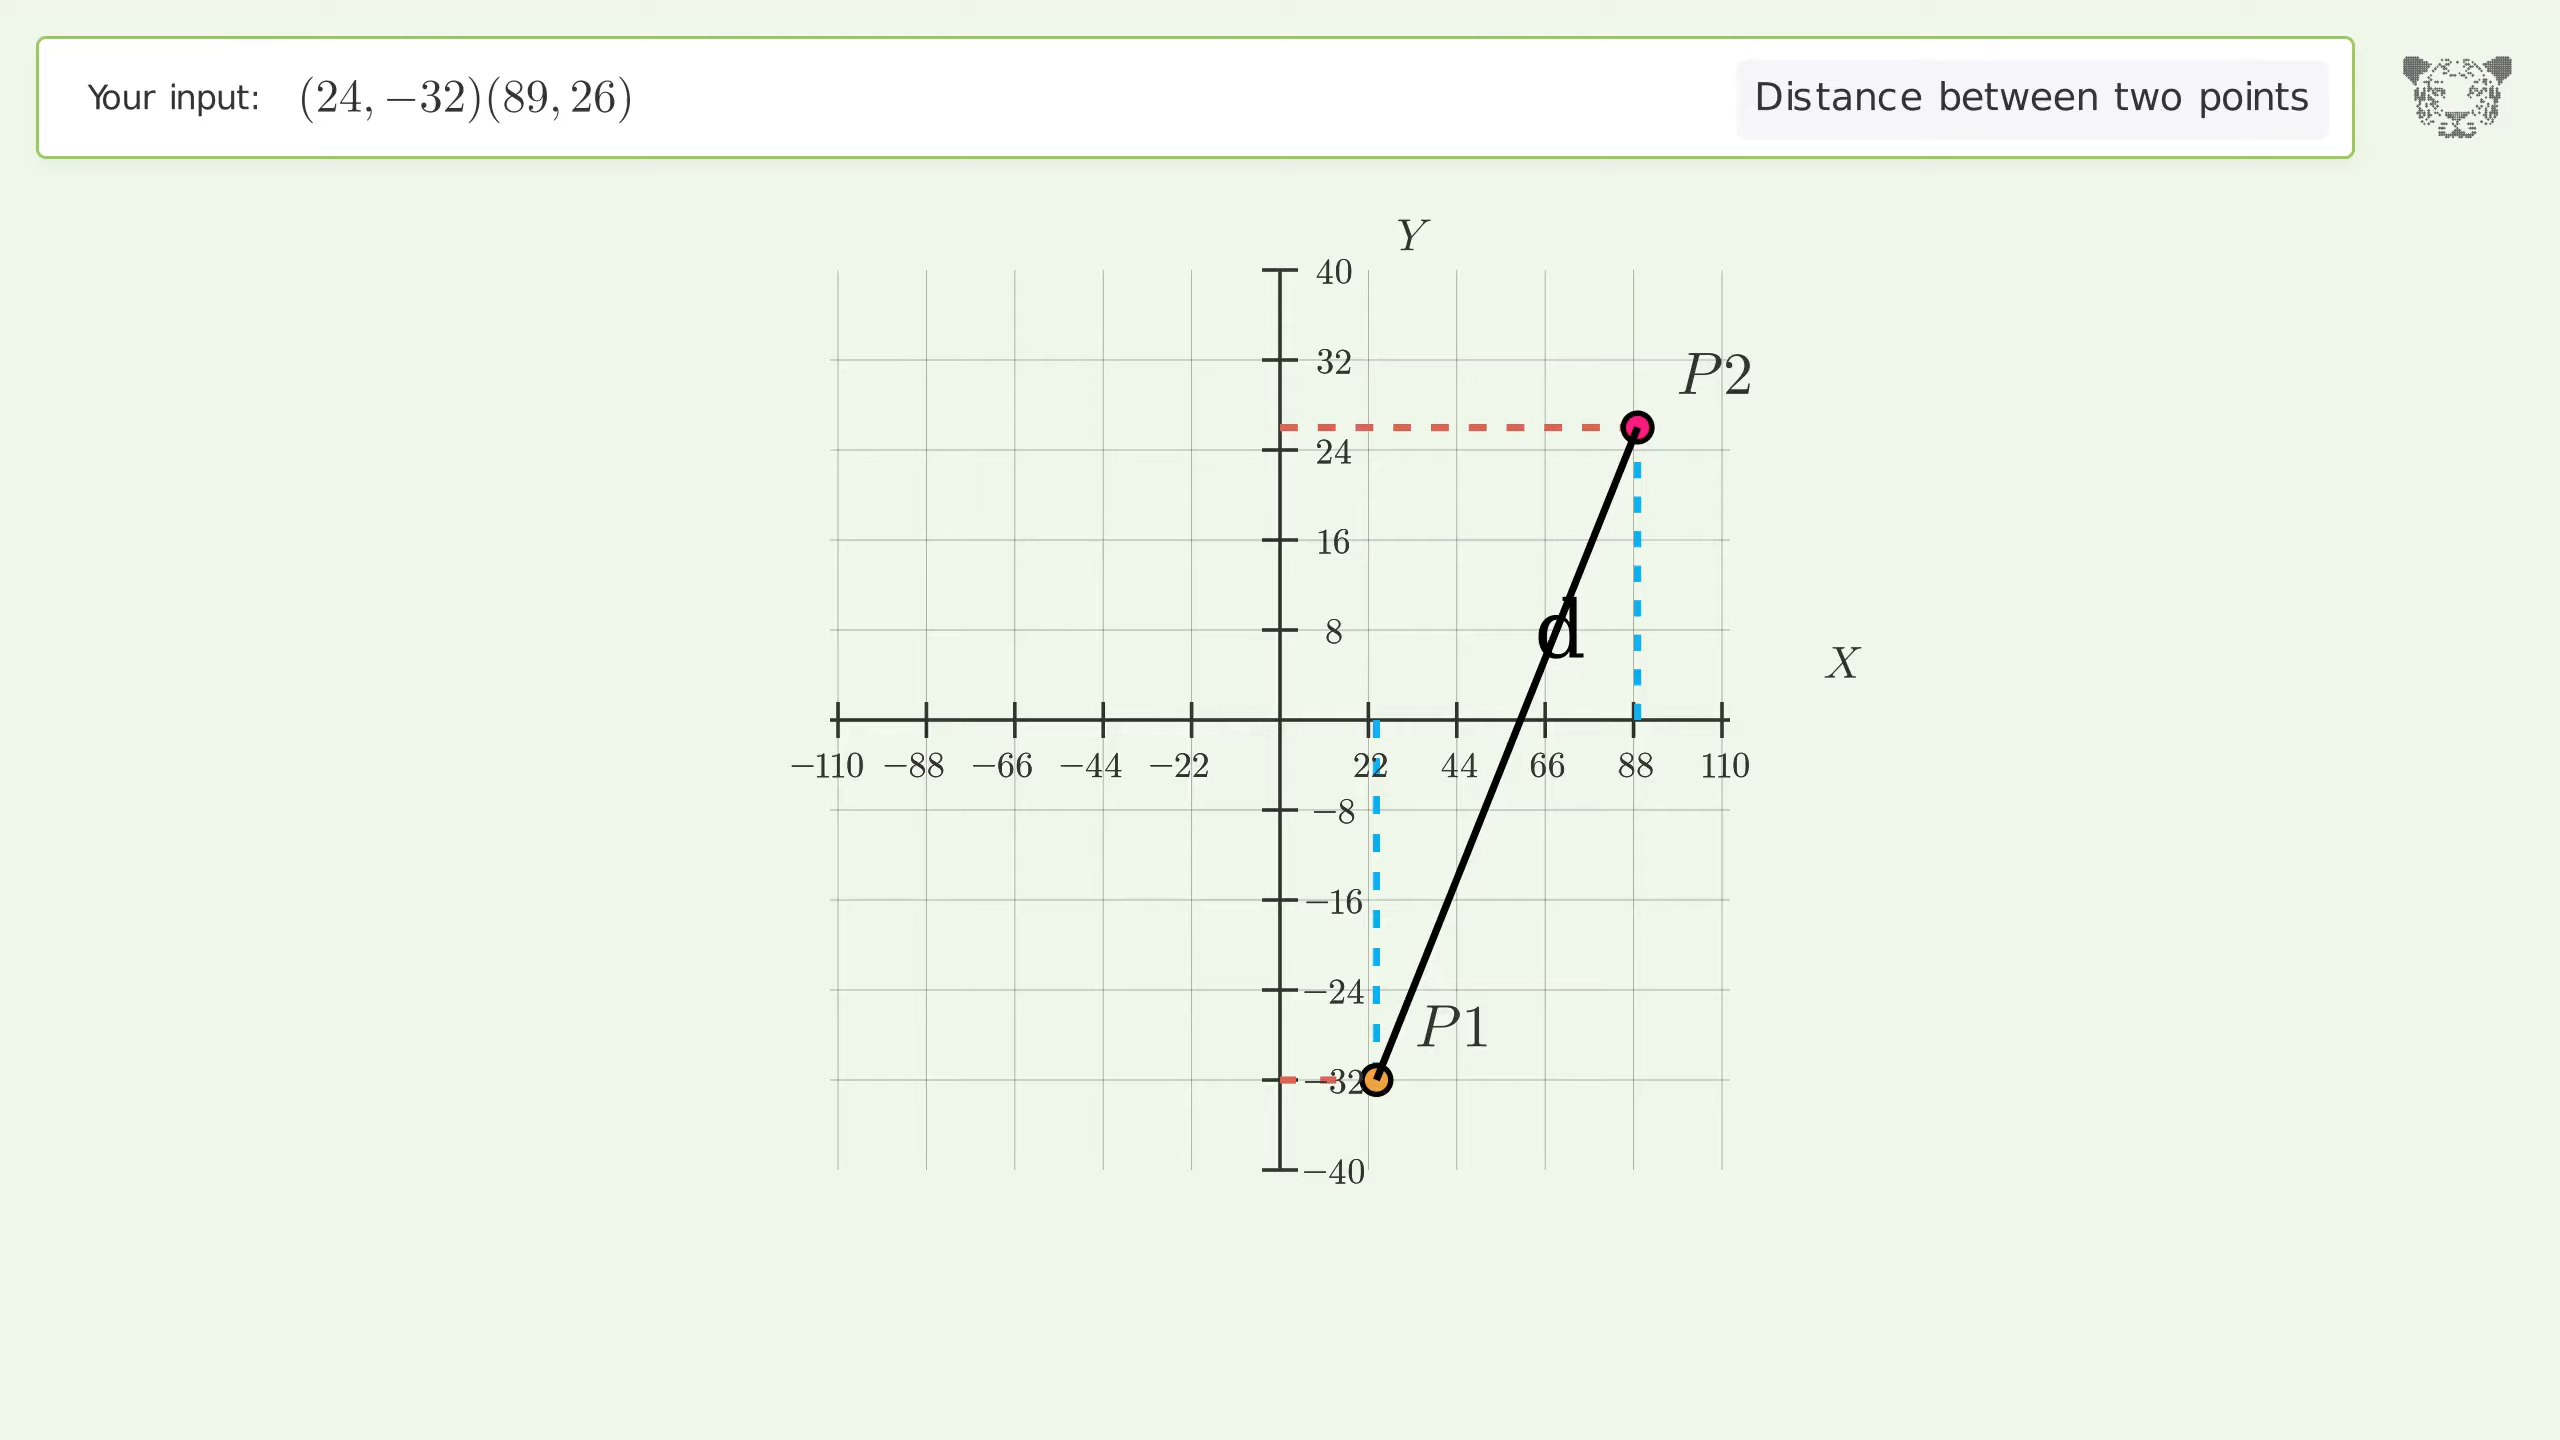 Your input: (24, −32)(89, 26)
Distance between two points
Y
40
32
P2
24
16
d
8
X
−110 −88 −66 −44 −22 22 44 66 88 110
−8
−16
−24
P1
−32
−40